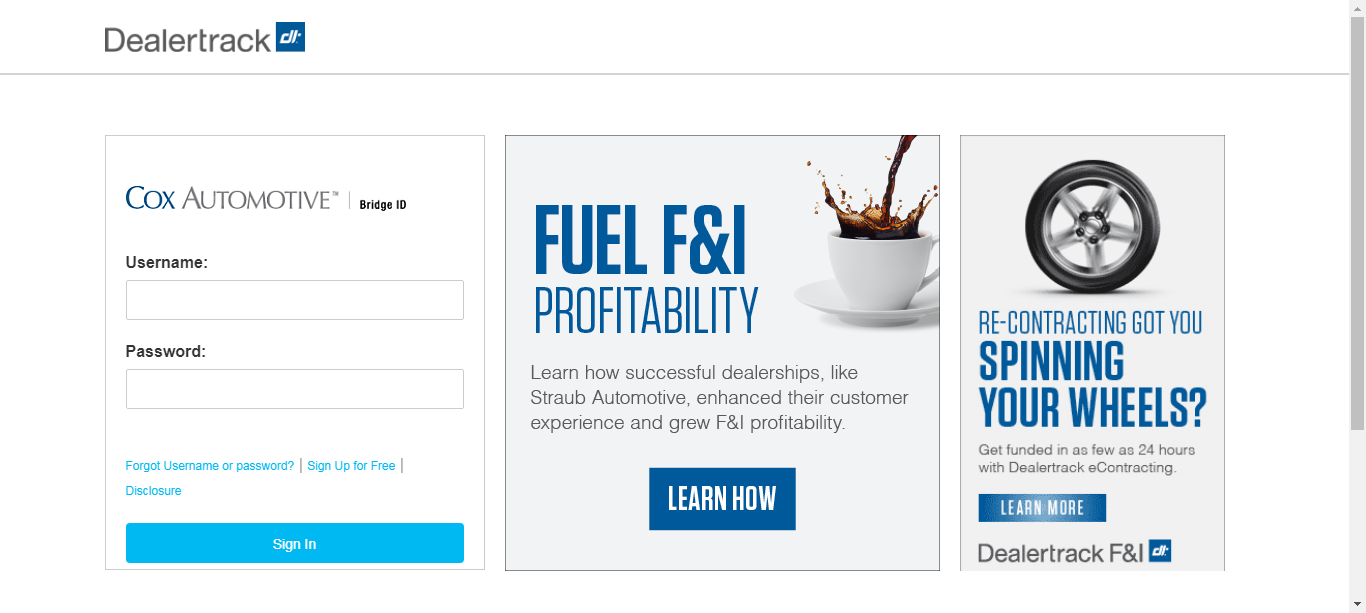 Dealertrack dlr
COX AUTOMOTIVE™ | Bridge ID
Username:
Password:
Forgot Username or password? | Sign Up for Free |
Disclosure
Sign In
FUEL F&I
PROFITABILITY
Learn how successful dealerships, like
Straub Automotive, enhanced their customer
experience and grew F&I profitability.
LEARN HOW
RE-CONTRACTING GOT YOU
SPINNING
YOUR WHEELS?
Get funded in as few as 24 hours
with Dealertrack eContracting.
LEARN MORE
Dealertrack F&I dlr